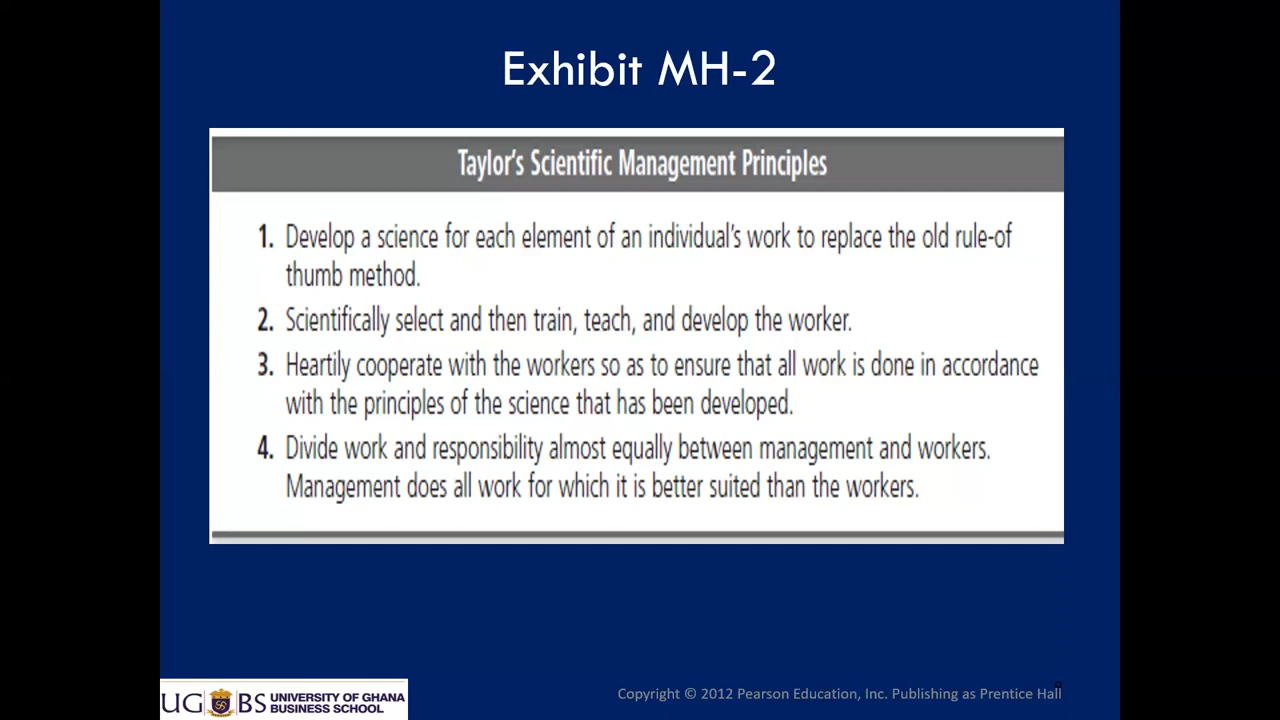 Exhibit MH-2
Taylor's Scientific Management Principles
1. Develop a science for each element of an individual's work to replace the old rule-of
thumb method.
2. Scientifically select and then train, teach, and develop the worker.
3. Heartily cooperate with the workers so as to ensure that all work is done in accordance
with the principles of the science that has been developed.
4. Divide work and responsibility almost equally between management and workers.
Management does all work for which it is better suited than the workers.
UG BS UNIVERSITY OF GHANA
BUSINESS SCHOOL
9
Copyright © 2012 Pearson Education, Inc. Publishing as Prentice Hall